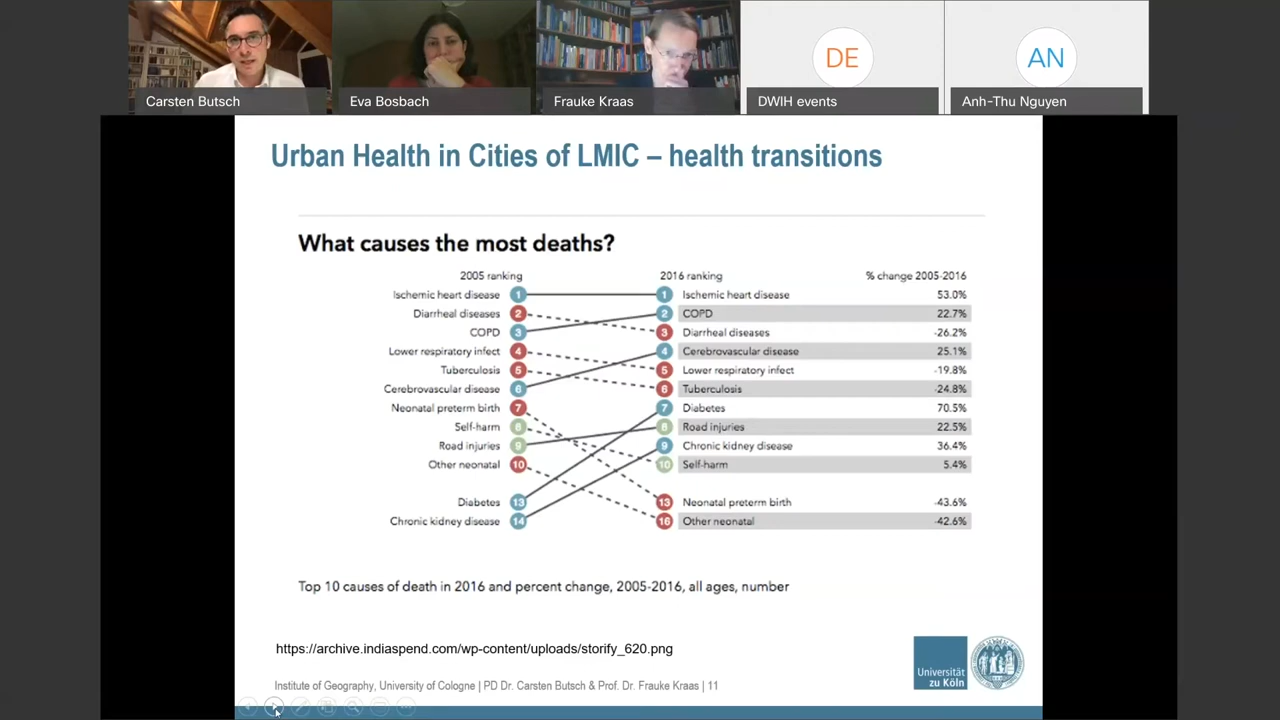 Carsten Butsch
Eva Bosbach
Frauke Kraas
DE
DWIH events
AN
Anh-Thu Nguyen
Urban Health in Cities of LMIC – health transitions
What causes the most deaths?
2005 ranking 2016 ranking % change 2005-2016
Ischemic heart disease 1 1 Ischemic heart disease 53.0%
Diarrheal diseases 2 2 COPD 22.7%
COPD 3 3 Diarrheal diseases -26.2%
Lower respiratory infect 4 4 Cerebrovascular disease 25.1%
Tuberculosis 5 5 Lower respiratory infect -19.8%
Cerebrovascular disease 6 6 Tuberculosis -24.8%
Neonatal preterm birth 7 7 Diabetes 70.5%
Self-harm 8 8 Road injuries 22.5%
Road injuries 9 9 Chronic kidney disease 36.4%
Other neonatal 10 10 Self-harm 5.4%
Diabetes 13 13 Neonatal preterm birth -43.6%
Chronic kidney disease 14 16 Other neonatal -42.6%
Top 10 causes of death in 2016 and percent change, 2005-2016, all ages, number
https://archive.indiaspend.com/wp-content/uploads/storify_620.png
Universität
zu Köln
Institute of Geography, University of Cologne | PD Dr. Carsten Butsch & Prof. Dr. Frauke Kraas | 11